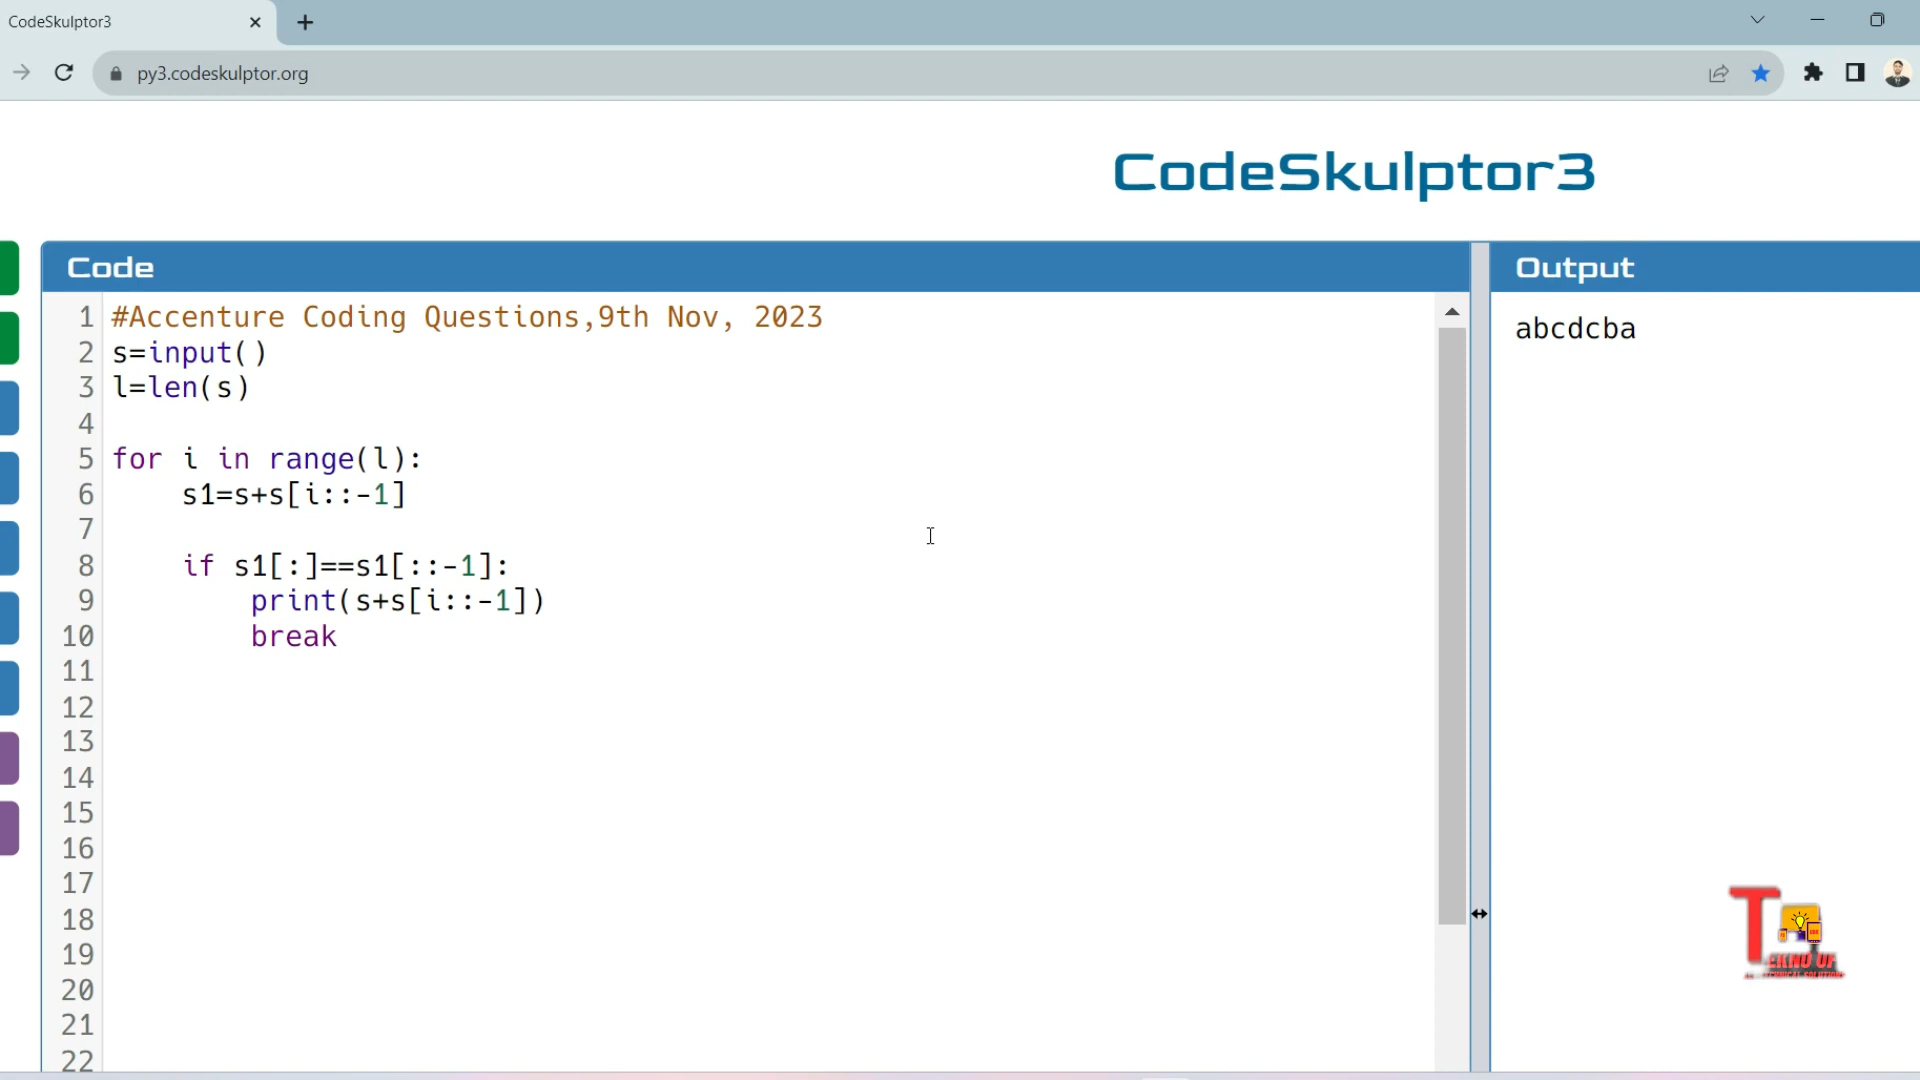 CodeSkulptor3
py3.codeskulptor.org
CodeSkulptor3
Code
Output
1 #Accenture Coding Questions,9th Nov, 2023
2 s=input()
3 l=len(s)
4
5 for i in range(l):
6     s1=s+s[i::-1]
7
8     if s1[:]==s1[::-1]:
9         print(s+s[i::-1])
10         break
11
12
13
14
15
16
17
18
19
20
21
22
abcdcba